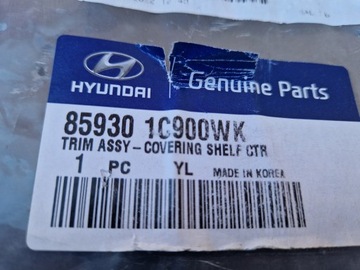 HYUNDAI
Genuine Parts
85930 1C900WK
TRIM ASSY-COVERING SHELF CTR
1 PC YL MADE IN KOREA